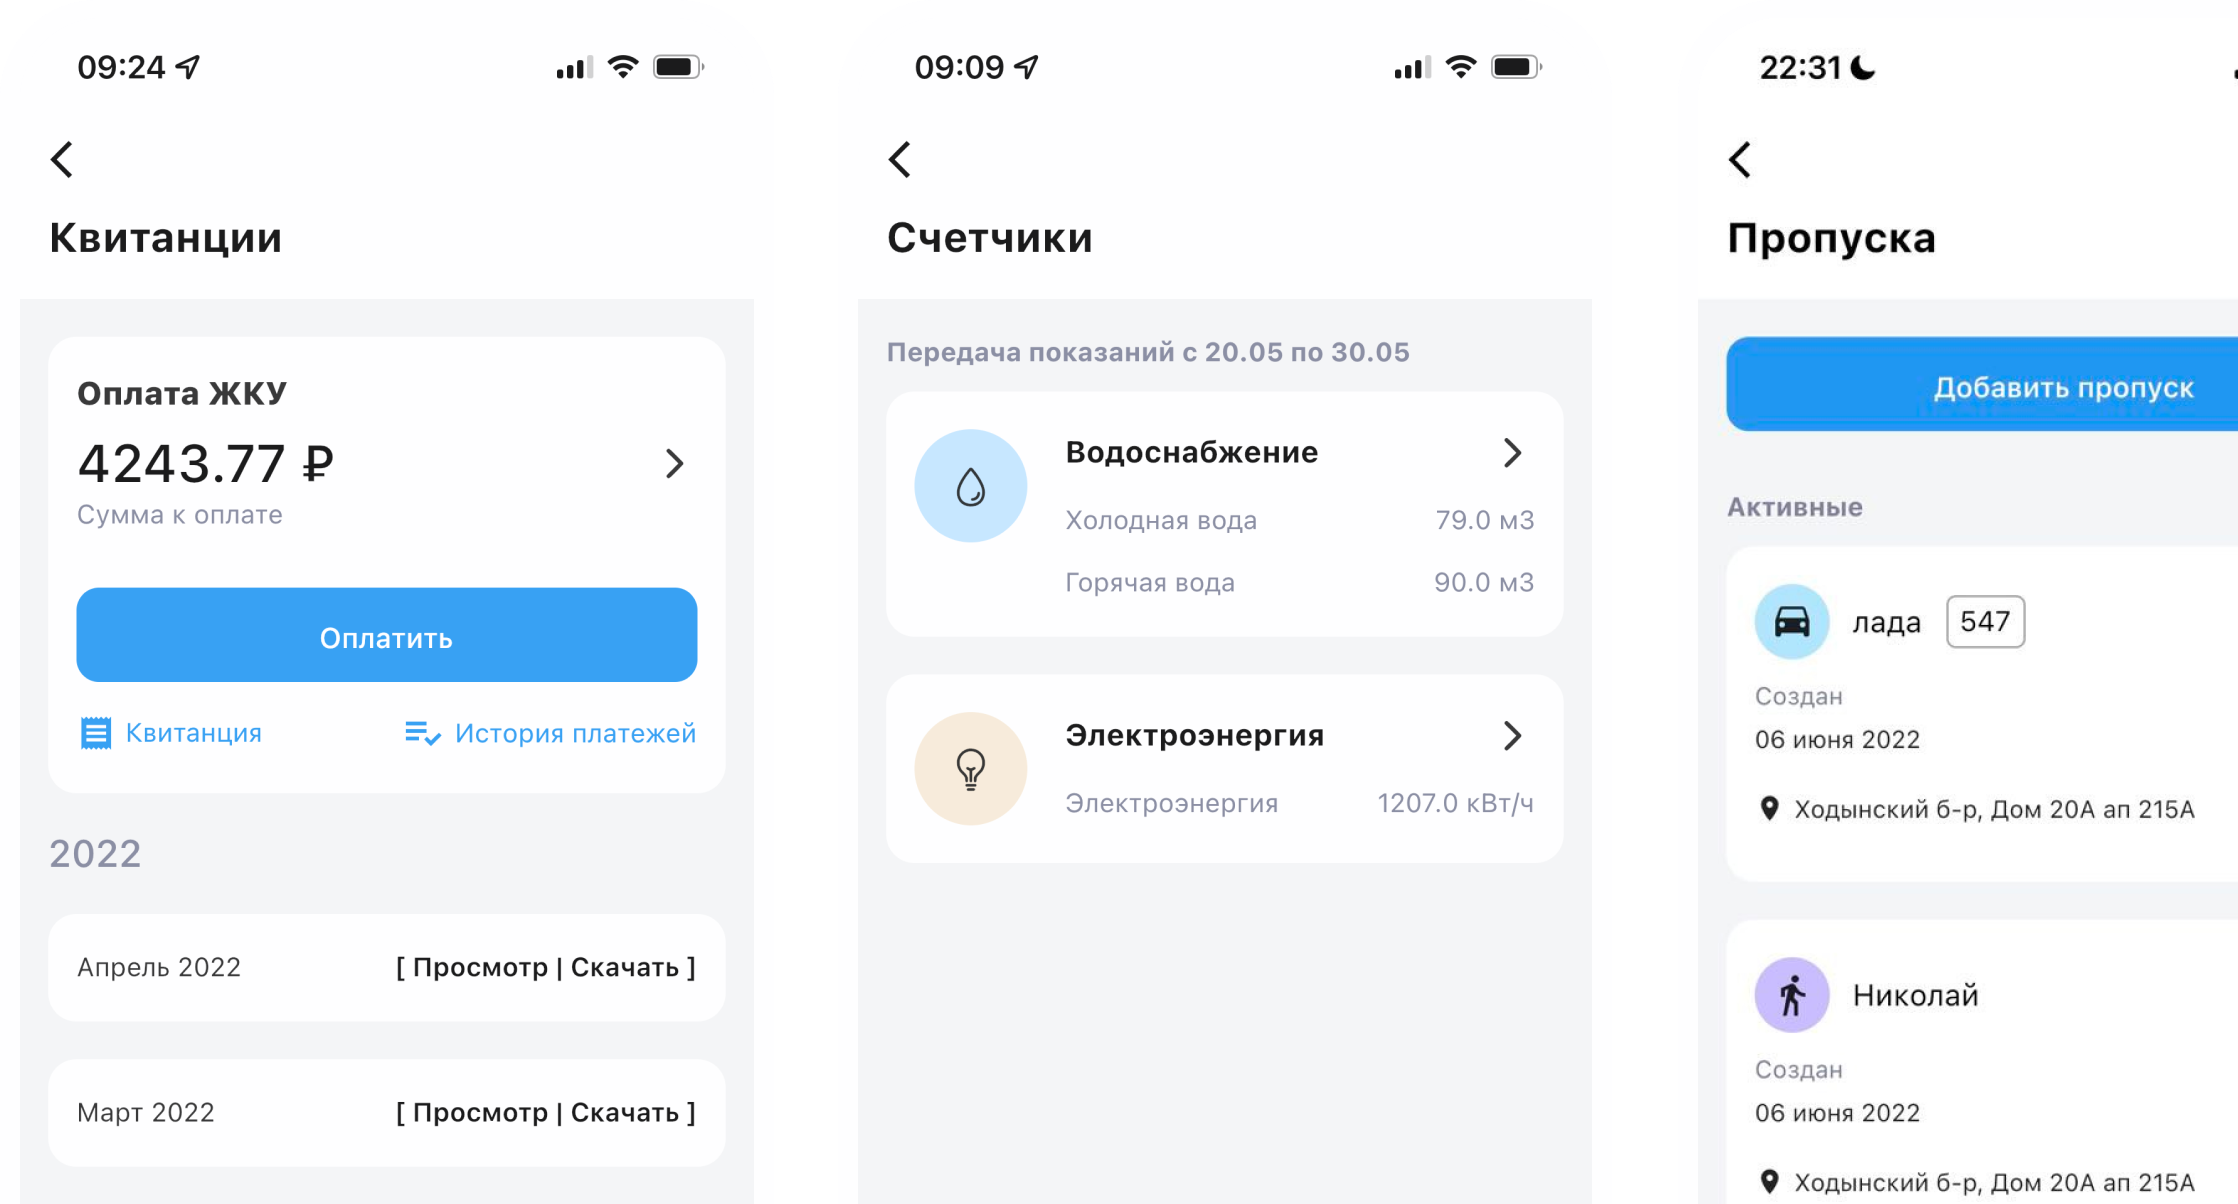 09:24
Квитанции
Оплата ЖКУ
4243.77 ₽
Сумма к оплате
Оплатить
Квитанция
История платежей
2022
Апрель 2022
[ Просмотр | Скачать ]
Март 2022
[ Просмотр | Скачать ]
09:09
Счетчики
Передача показаний с 20.05 по 30.05
Водоснабжение
Холодная вода
79.0 м3
Горячая вода
90.0 м3
Электроэнергия
Электроэнергия
1207.0 кВт/ч
22:31
Пропуска
Добавить пропуск
Активные
лада
547
Создан
06 июня 2022
Ходынский б-р, Дом 20А ап 215А
Николай
Создан
06 июня 2022
Ходынский б-р, Дом 20А ап 215А